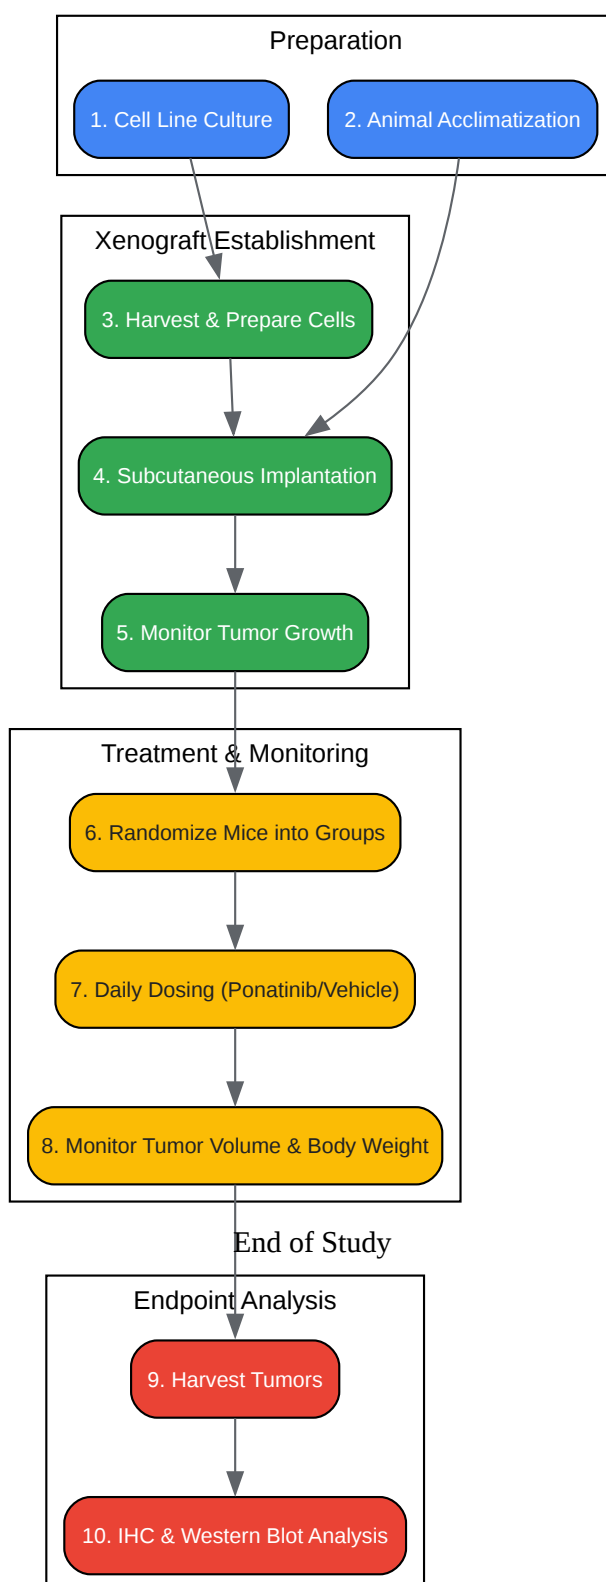 Preparation
1. Cell Line Culture
2. Animal Acclimatization
Xenograft Establishment
3. Harvest & Prepare Cells
4. Subcutaneous Implantation
5. Monitor Tumor Growth
Treatment & Monitoring
6. Randomize Mice into Groups
7. Daily Dosing (Ponatinib/Vehicle)
8. Monitor Tumor Volume & Body Weight
End of Study
Endpoint Analysis
9. Harvest Tumors
10. IHC & Western Blot Analysis